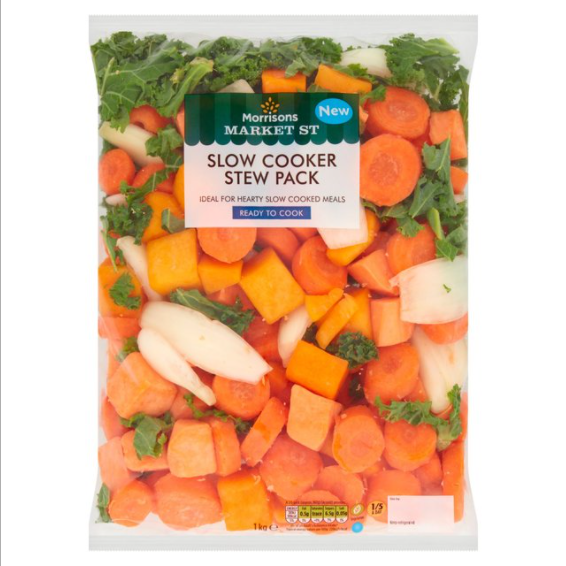 Morrisons
New
MARKET ST
SLOW COOKER
STEW PACK
IDEAL FOR HEARTY SLOW COOKED MEALS
READY TO COOK
1kg e